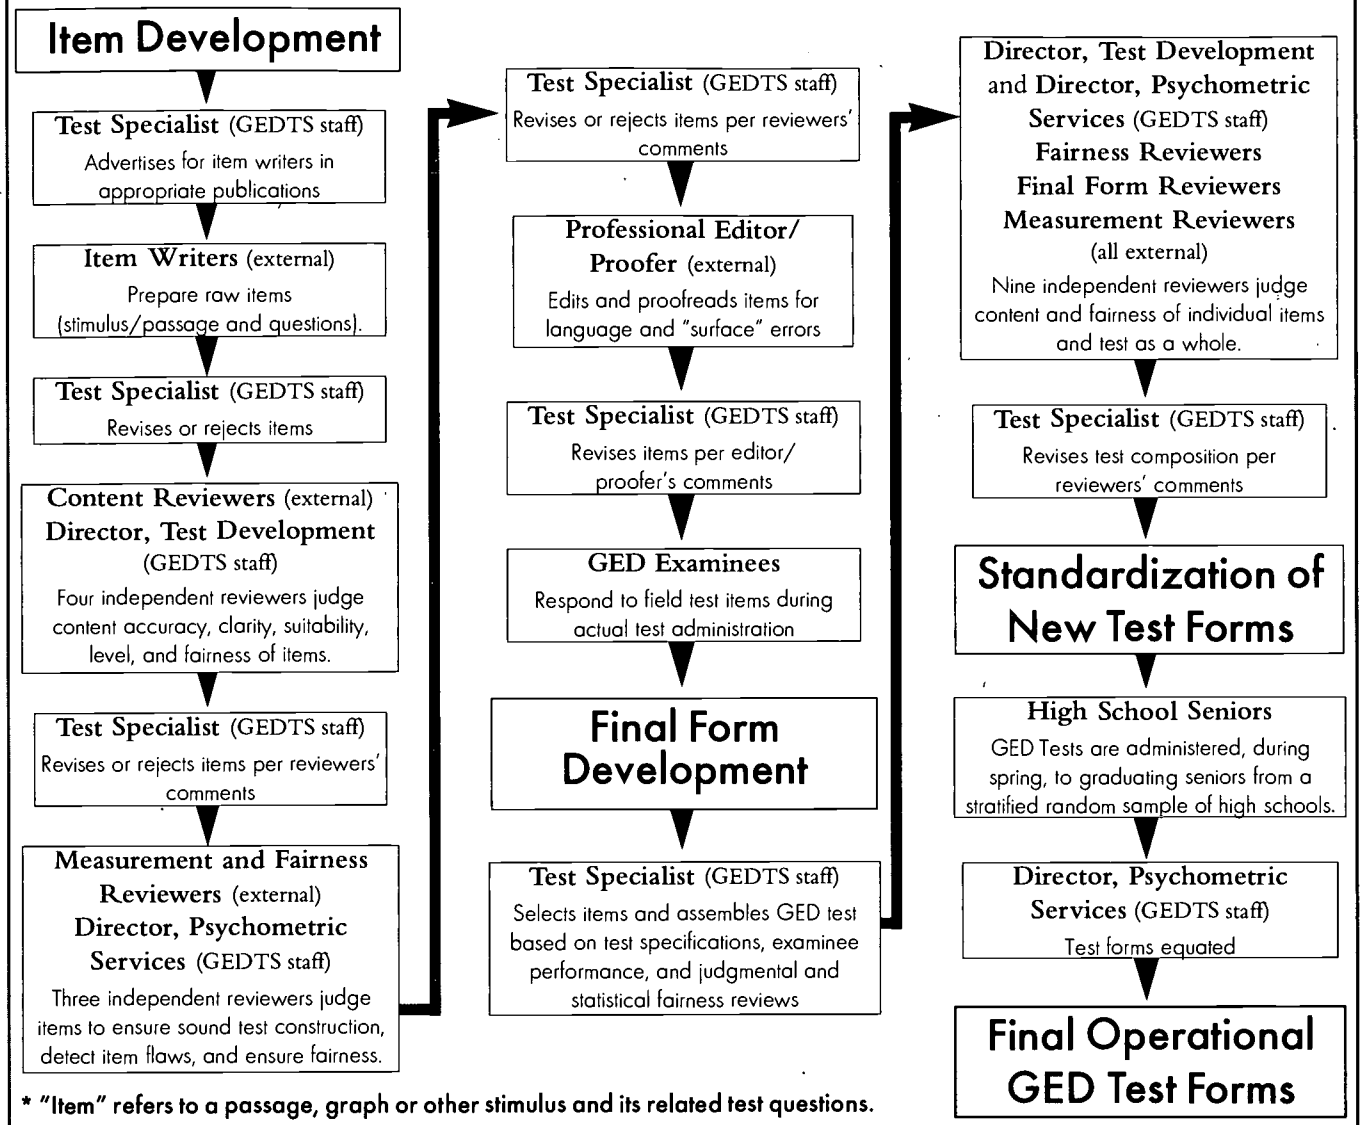 Item Development
Test Specialist (GEDTS staff)
Advertises for item writers in
appropriate publications
Item Writers (external)
Prepare raw items
(stimulus/passage and questions).
Test Specialist (GEDTS staff)
Revises or rejects items
Content Reviewers (external)
Director, Test Development
(GEDTS staff)
Four independent reviewers judge
content accuracy, clarity, suitability,
level, and fairness of items.
Test Specialist (GEDTS staff)
Revises or rejects items per reviewers'
comments
Measurement and Fairness
Reviewers (external)
Director, Psychometric
Services (GEDTS staff)
Three independent reviewers judge
items to ensure sound test construction,
detect item flaws, and ensure fairness.
Test Specialist (GEDTS staff)
Revises or rejects items per reviewers'
comments
Professional Editor/
Proofer (external)
Edits and proofreads items for
language and "surface" errors
Test Specialist (GEDTS staff)
Revises items per editor/
proofer's comments
GED Examinees
Respond to field test items during
actual test administration
Final Form
Development
Test Specialist (GEDTS staff)
Selects items and assembles GED test
based on test specifications, examinee
performance, and judgmental and
statistical fairness reviews
Director, Test Development
and Director, Psychometric
Services (GEDTS staff)
Fairness Reviewers
Final Form Reviewers
Measurement Reviewers
(all external)
Nine independent reviewers judge
content and fairness of individual items
and test as a whole.
Test Specialist (GEDTS staff)
Revises test composition per
reviewers' comments
Standardization of
New Test Forms
High School Seniors
GED Tests are administered, during
spring, to graduating seniors from a
stratified random sample of high schools.
Director, Psychometric
Services (GEDTS staff)
Test forms equated
Final Operational
GED Test Forms
* "Item" refers to a passage, graph or other stimulus and its related test questions.